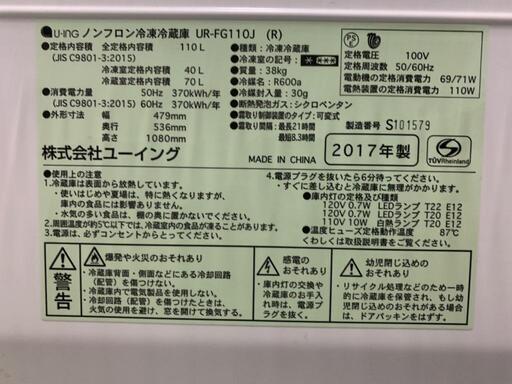 U-ING ノンフロン冷凍冷蔵庫 UR-FG110J (R)
●定格内容積 全定格内容積 110L
(JIS C9801-3:2015)
冷凍室定格内容積 40L
冷蔵室定格内容積 70L
●消費電力量 50Hz 370kWh/年
(JIS C9801-3:2015) 60Hz 370kWh/年
●外形寸法 幅 479mm
奥行 536mm
高さ 1080mm
株式会社ユーイング
●種類:冷凍冷蔵庫
●冷凍室の記号:
●質量:38kg
●冷媒:R600a
●冷媒封入量:30g
●断熱発泡ガス:シクロペンタン
●霜取り制御装置のタイプ:可変式
●霜取り間隔:最長21時間
最短8.3時間
MADE IN CHINA
PSE
定格電圧 100V
定格周波数 50/60Hz
電動機の定格消費電力 69/71W
電熱装置の定格消費電力 110W
製造番号 S101579
2017年製
TÜVRheinland
●使用上の注意
1.冷蔵庫は表面から放熱しています。
・使いはじめや夏場は、特に熱くなりますが、
異常ではありません。
・水気の多い食品は、庫内の奥に置かないでください。
2.周囲温度が約5℃以下では、冷蔵室内の食品が凍ることがあります。
3.電源は、必ずコンセントからとってください。
4.電源プラグを抜いたら6分待ってください。
・すぐに差し込むと冷蔵庫に無理がかかります。
●庫内灯の定格及び種類
120V 0.7W LEDランプ T22 E12
120V 0.7W LEDランプ T20 E12
110V 10W 白熱ランプ T20 E12
●温度ヒューズ定格動作温度 87℃
くわしくは取扱説明書をご覧ください。
警告
爆発や火災のおそれあり
・冷蔵庫背面・側面などにある冷却回路
(配管)を傷つけない。
・冷蔵庫内で電気製品を使用しない。
・冷却回路(配管)を傷つけたときは、
火気の使用を避け、窓を開けて換気する。
感電の
おそれあり
・庫内灯の交換や
冷蔵庫のお手入
れ時は、電源プ
ラグを抜く。
幼児閉じ込めの
おそれあり
・リサイクル処理などで一時的に
冷蔵庫を保管され、もし幼児
閉じ込めのおそれがある場合
は、ドアパッキンをはずす。